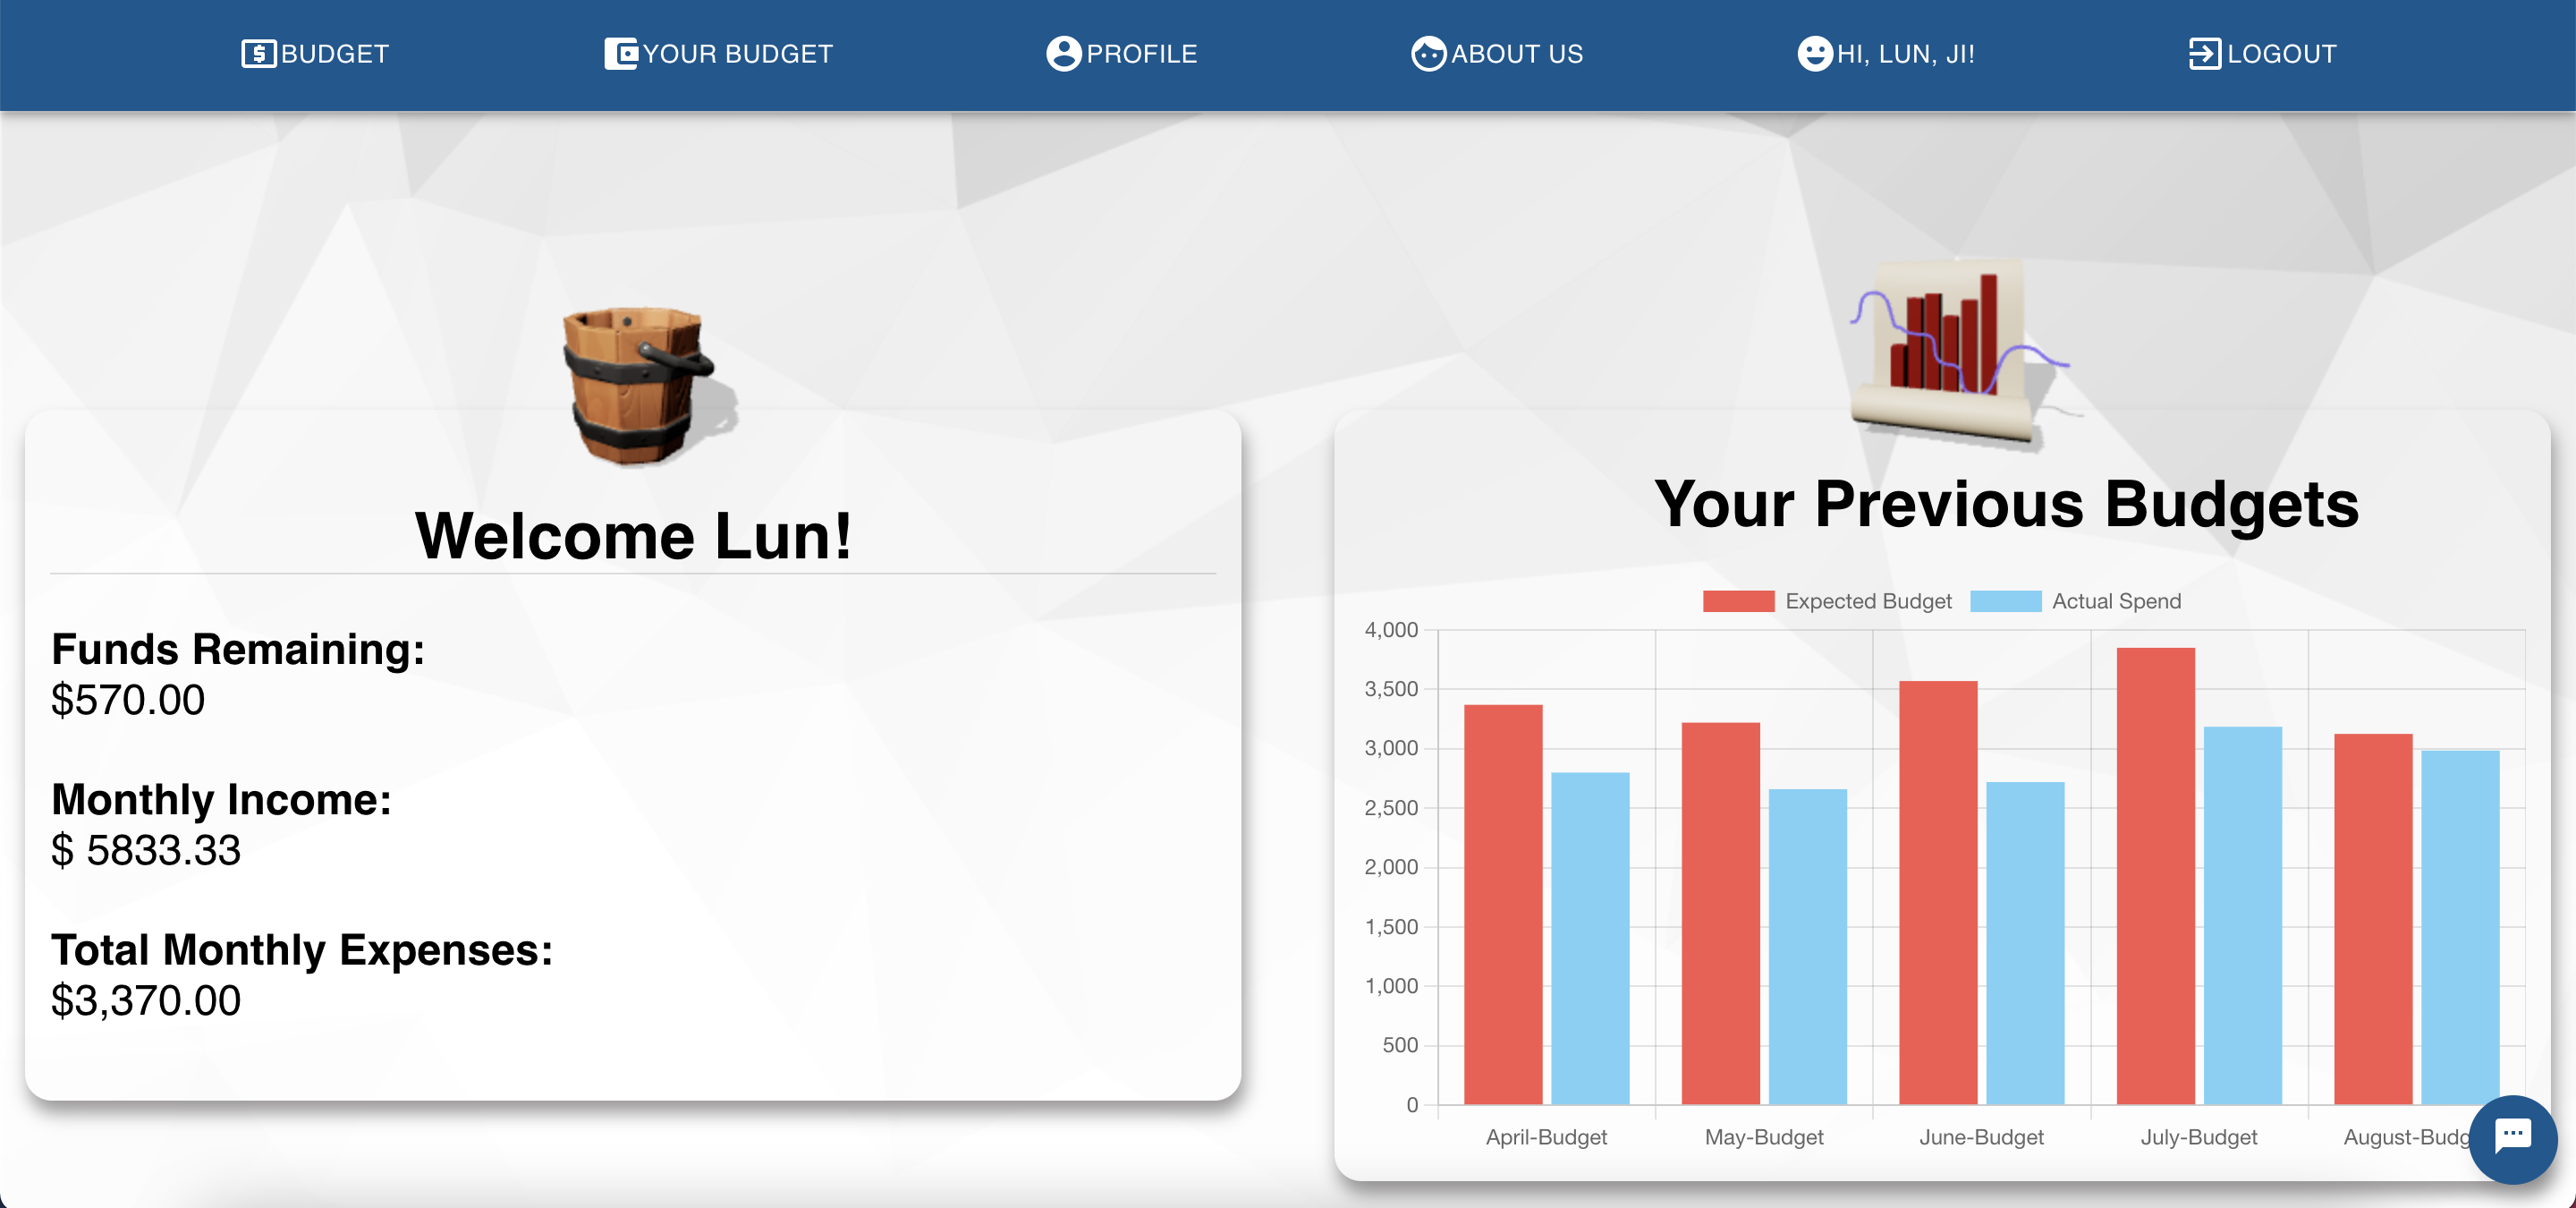 BUDGET
YOUR BUDGET
PROFILE
ABOUT US
HI, LUN, JI!
LOGOUT
Welcome Lun!
Funds Remaining:
$570.00
Monthly Income:
$ 5833.33
Total Monthly Expenses:
$3,370.00
Your Previous Budgets
Expected Budget
Actual Spend
4,000
3,500
3,000
2,500
2,000
1,500
1,000
500
0
April-Budget
May-Budget
June-Budget
July-Budget
August-Budg